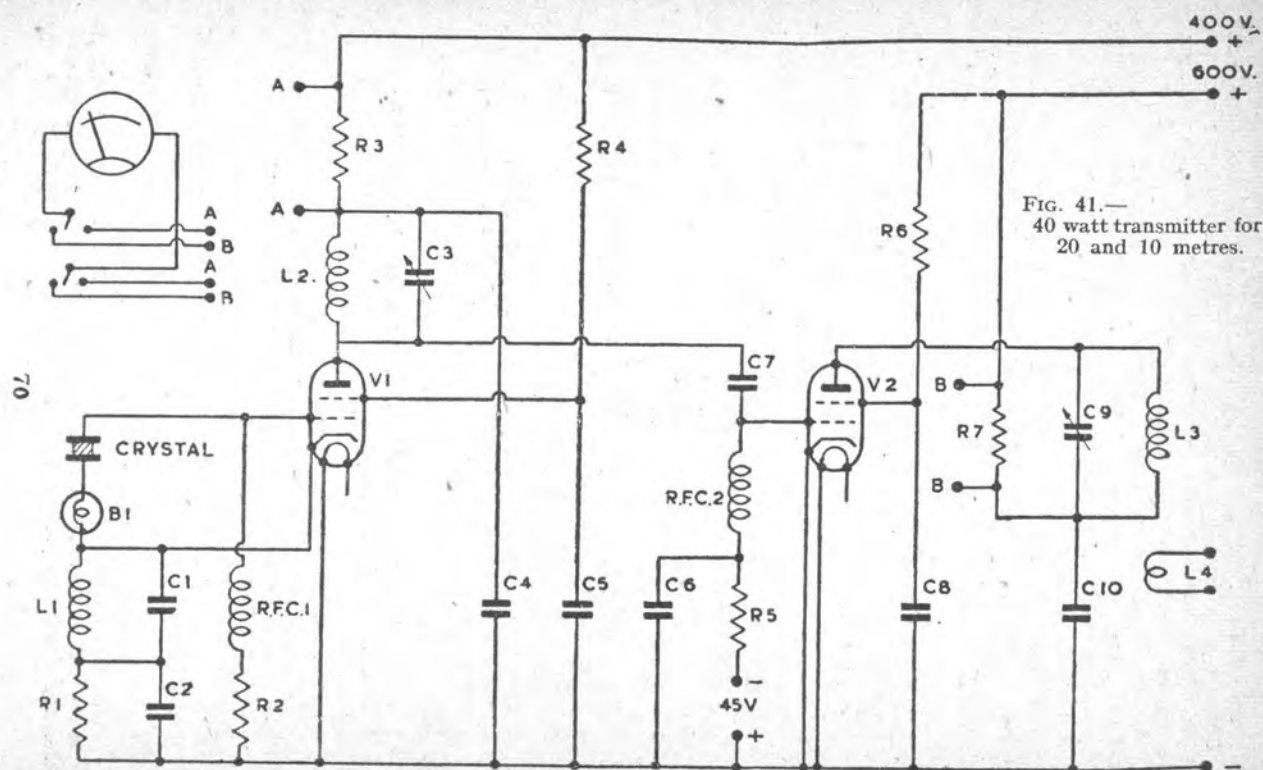 400V.
+
600V.
+
A
R3
R4
A
B
A
B
A
R6
FIG. 41.—
40 watt transmitter for
20 and 10 metres.
L2.
C3
70
V1
C7
V2
B
C9
R7
L3
CRYSTAL
B1
R.F.C.2
B
L1
C1
R.F.C.1
C4
C5
C6
R5
C8
C10
L4
R1
C2
R2
-
45V
+
-